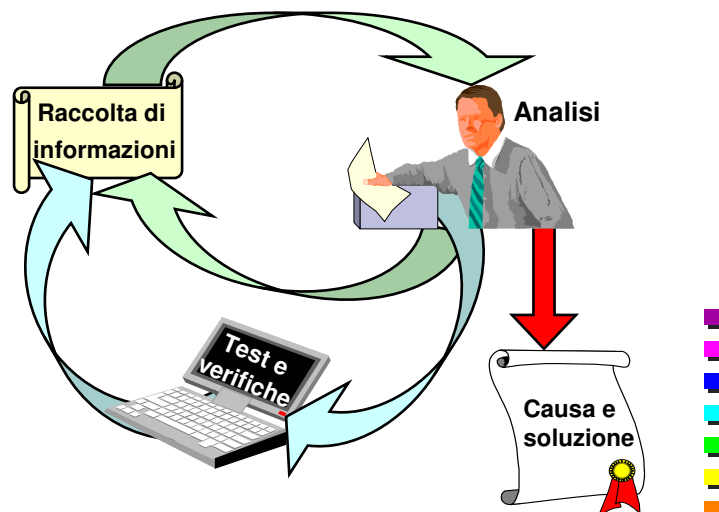 Raccolta di
informazioni
Analisi
Test e
verifiche
Causa e
soluzione